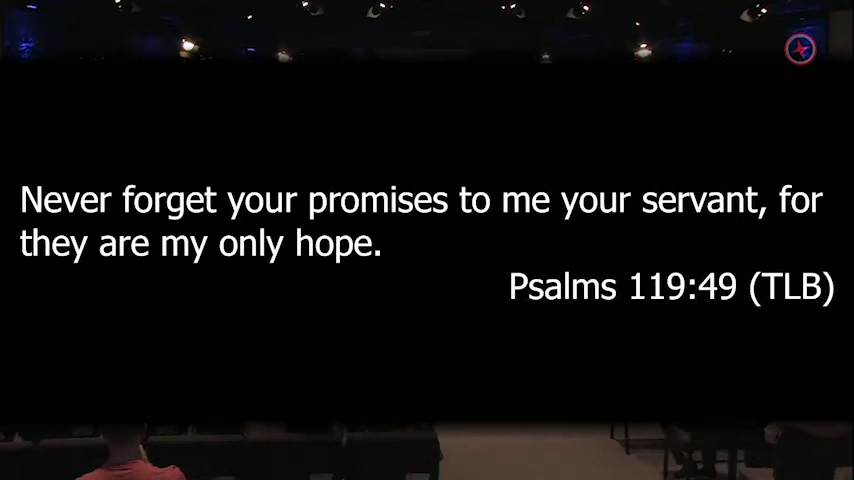 Never forget your promises to me your servant, for
they are my only hope.
Psalms 119:49 (TLB)